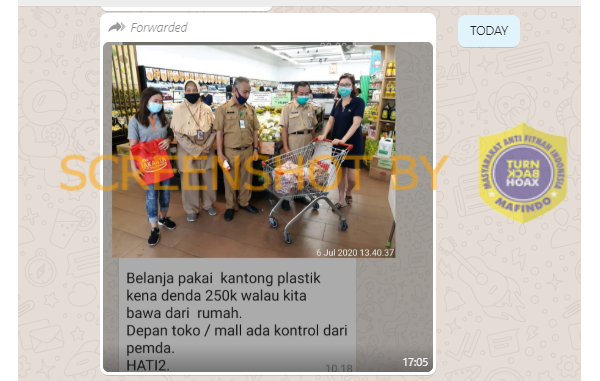 Forwarded
TODAY
6 Jul 2020 13.40.37
SCREENSHOT BY
MASYARAKAT ANTI FITNAH INDONESIA
TURN
BACK
HOAX
MAFINDO
Belanja pakai kantong plastik
kena denda 250k walau kita
bawa dari rumah.
Depan toko / mall ada kontrol dari
pemda.
HATI2.
10.18
17:05